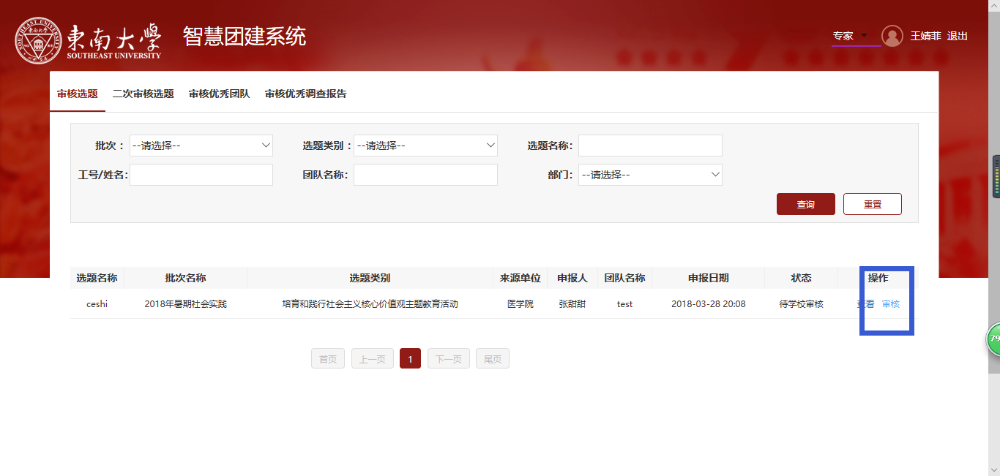 東南大學
SOUTHEAST UNIVERSITY
智慧团建系统
专家 王婧菲 退出
审核选题 二次审核选题 审核优秀团队 审核优秀调查报告
批次： --请选择-- 选题类别： --请选择-- 选题名称:
工号/姓名: 团队名称: 部门： --请选择--
查询 重置
选题名称 批次名称 选题类别 来源单位 申报人 团队名称 申报日期 状态 操作
ceshi 2018年暑期社会实践 培育和践行社会主义核心价值观主题教育活动 医学院 张甜甜 test 2018-03-28 20:08 待学校审核 查看 审核
79
首页 上一页 1 下一页 尾页